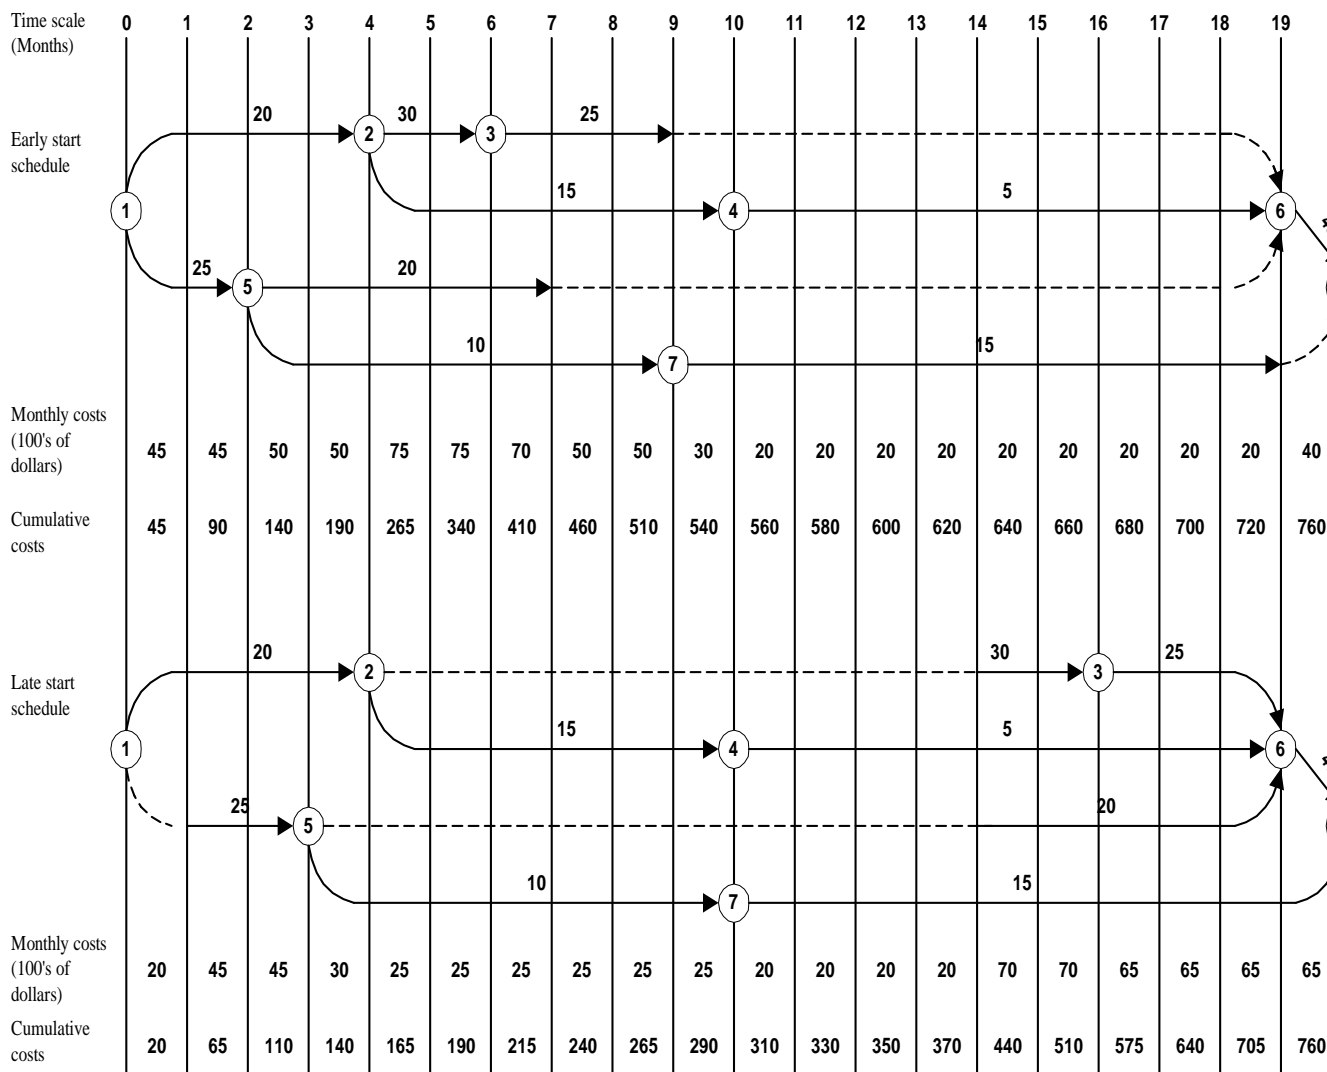 Time scale 0 1 2 3 4 5 6 7 8 9 10 11 12 13 14 15 16 17 18 19
(Months)
20 30 25
2 3
Early start
schedule
15 5
1 4 6
25 20
5
10 15
7
Monthly costs
(100's of
dollars)
45 45 50 50 75 75 70 50 50 30 20 20 20 20 20 20 20 20 20 40
Cumulative
costs
45 90 140 190 265 340 410 460 510 540 560 580 600 620 640 660 680 700 720 760
20 30 25
2 3
Late start
schedule
15 5
1 4 6
25 20
5
10 15
7
Monthly costs
(100's of
dollars)
20 45 45 30 25 25 25 25 25 25 20 20 20 20 70 70 65 65 65 65
Cumulative
costs
20 65 110 140 165 190 215 240 265 290 310 330 350 370 440 510 575 640 705 760